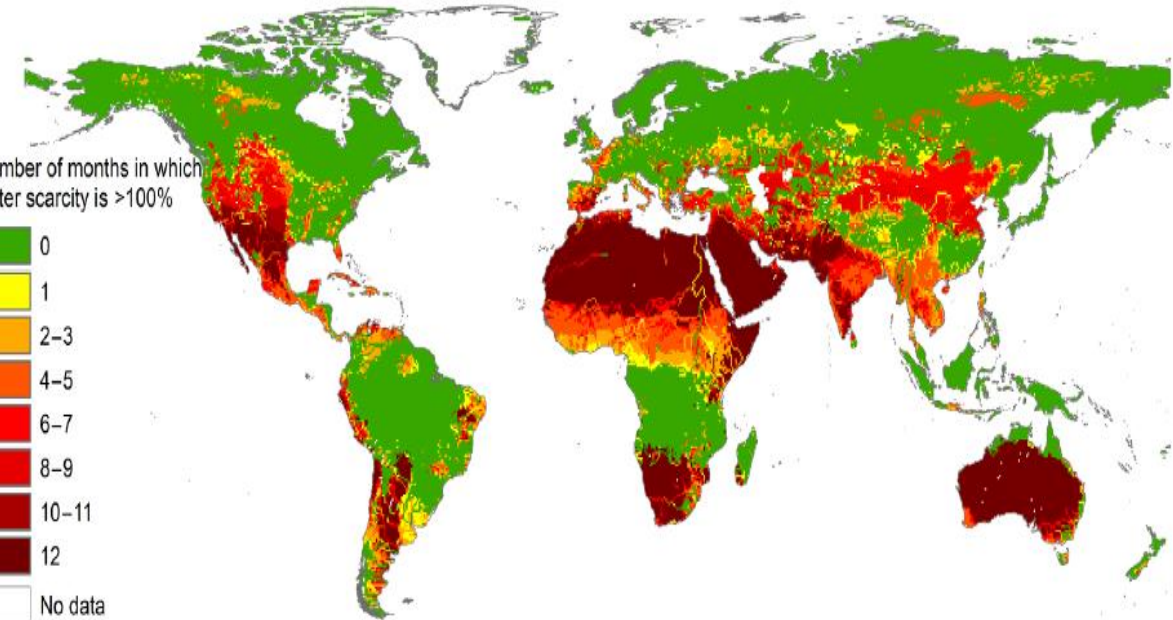 mber of months in which
ter scarcity is >100%
0
1
2–3
4–5
6–7
8–9
10–11
12
No data